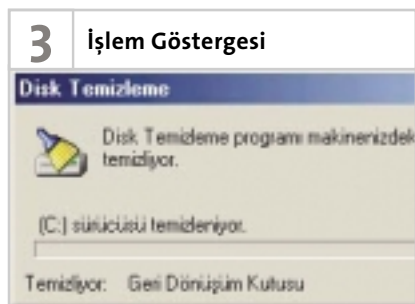 3
İşlem Göstergesi
Disk Temizleme
Disk Temizleme programı makinenizdek
temizliyor.
(C:) sürücüsü temizleniyor.
Temizliyor: Geri Dönüşüm Kutusu